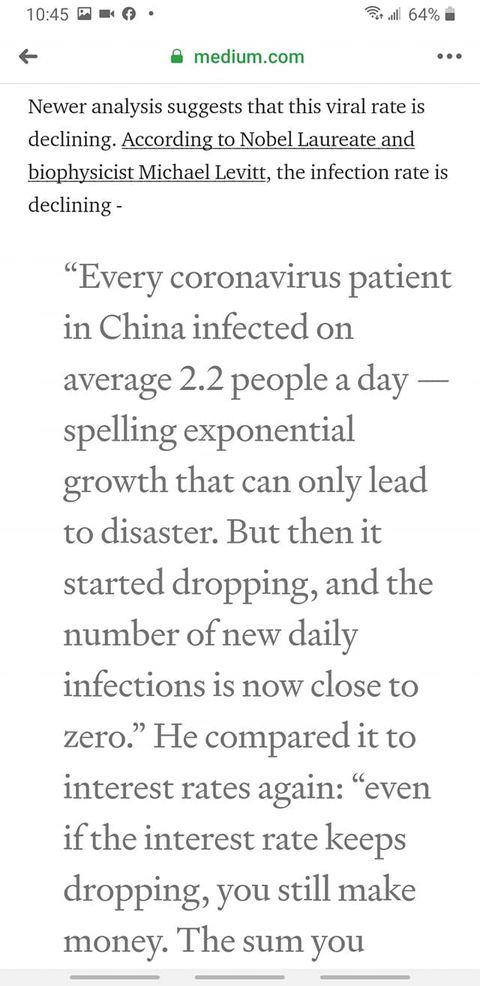 10:45
64%
medium.com
Newer analysis suggests that this viral rate is
declining. According to Nobel Laureate and
biophysicist Michael Levitt, the infection rate is
declining -
“Every coronavirus patient
in China infected on
average 2.2 people a day —
spelling exponential
growth that can only lead
to disaster. But then it
started dropping, and the
number of new daily
infections is now close to
zero.” He compared it to
interest rates again: “even
if the interest rate keeps
dropping, you still make
money. The sum you